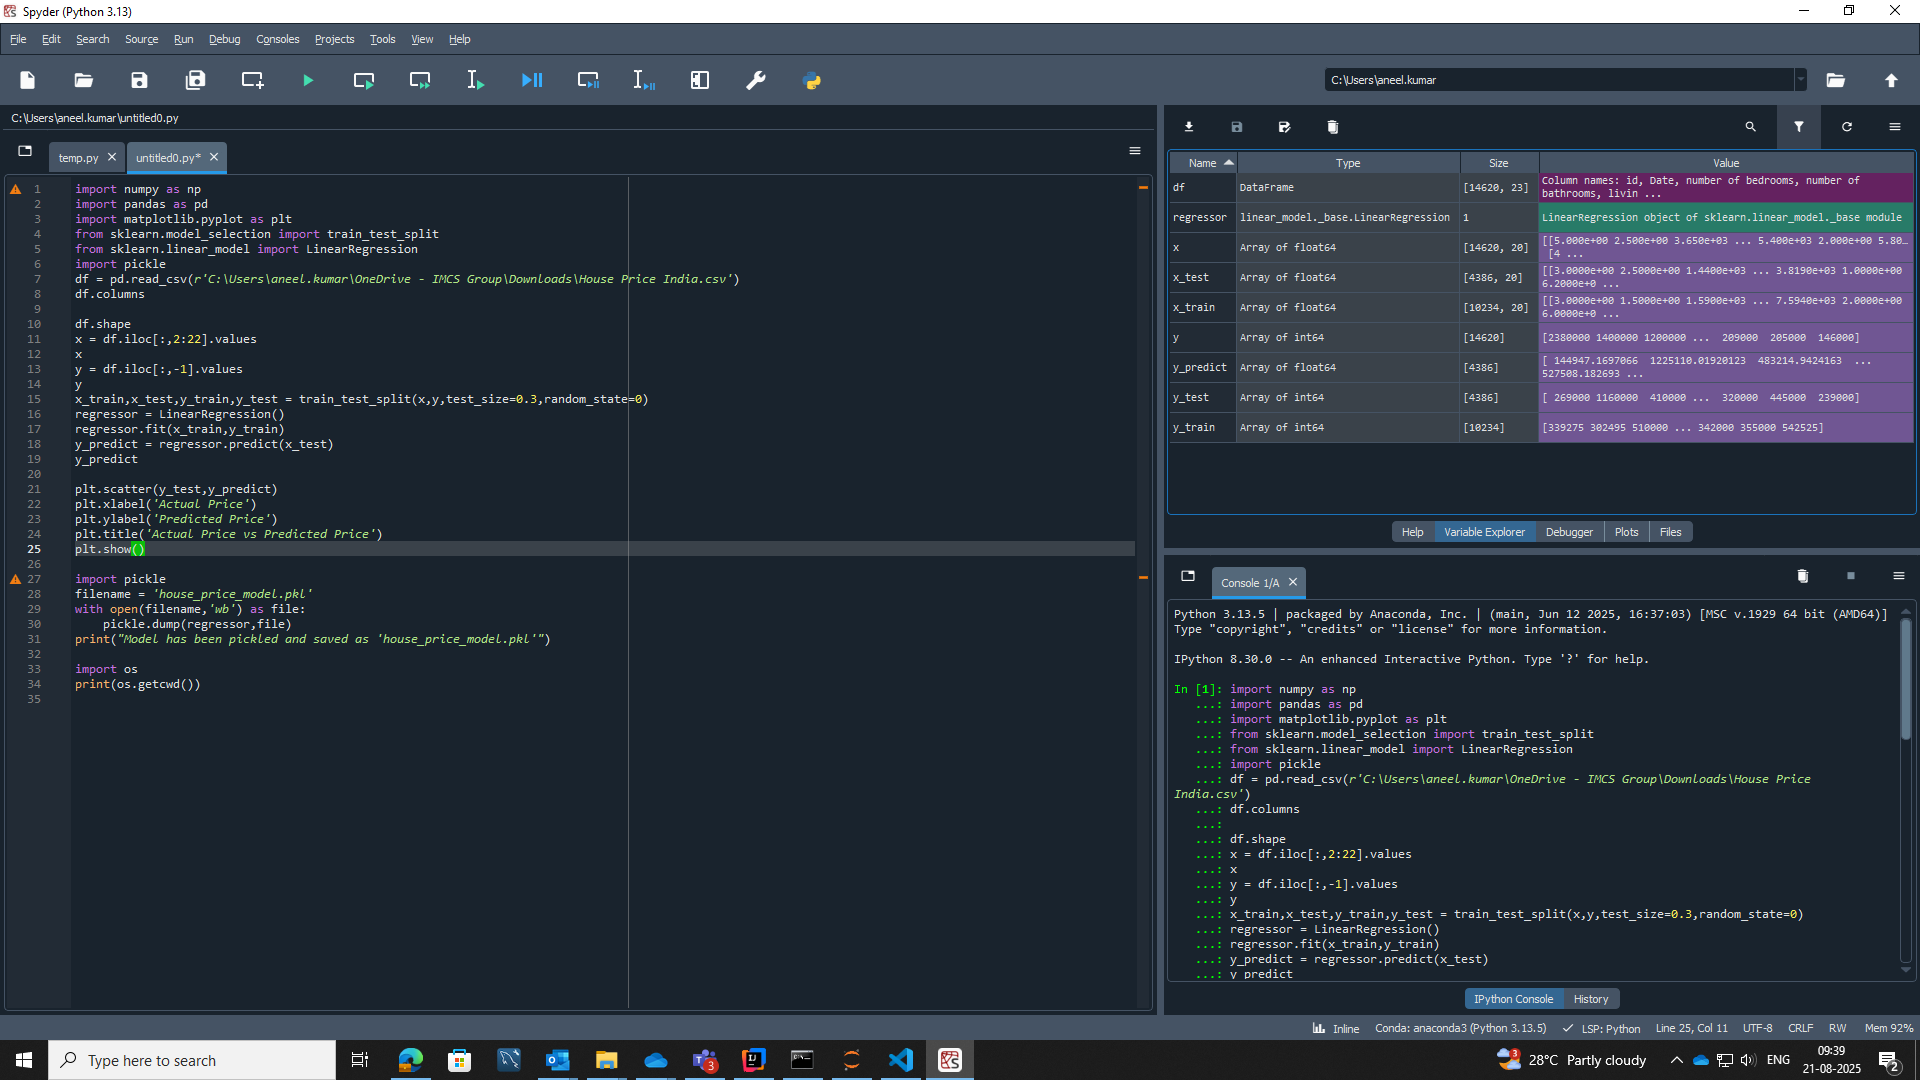 Spyder (Python 3.13)
File Edit Search Source Run Debug Consoles Projects Tools View Help
C:\Users\aneel.kumar
C:\Users\aneel.kumar\untitled0.py
temp.py
untitled0.py*
1 import numpy as np
2 import pandas as pd
3 import matplotlib.pyplot as plt
4 from sklearn.model_selection import train_test_split
5 from sklearn.linear_model import LinearRegression
6 import pickle
7 df = pd.read_csv(r'C:\Users\aneel.kumar\OneDrive - IMCS Group\Downloads\House Price India.csv')
8 df.columns
9
10 df.shape
11 x = df.iloc[:,2:22].values
12 x
13 y = df.iloc[:,-1].values
14 y
15 x_train,x_test,y_train,y_test = train_test_split(x,y,test_size=0.3,random_state=0)
16 regressor = LinearRegression()
17 regressor.fit(x_train,y_train)
18 y_predict = regressor.predict(x_test)
19 y_predict
20
21 plt.scatter(y_test,y_predict)
22 plt.xlabel('Actual Price')
23 plt.ylabel('Predicted Price')
24 plt.title('Actual Price vs Predicted Price')
25 plt.show()
26
27 import pickle
28 filename = 'house_price_model.pkl'
29 with open(filename,'wb') as file:
30     pickle.dump(regressor,file)
31 print("Model has been pickled and saved as 'house_price_model.pkl'")
32
33 import os
34 print(os.getcwd())
35
Name Type Size Value
df DataFrame [14620, 23] Column names: id, Date, number of bedrooms, number of
bathrooms, livin ...
regressor linear_model._base.LinearRegression 1 LinearRegression object of sklearn.linear_model._base module
x Array of float64 [14620, 20] [[5.000e+00 2.500e+00 3.650e+03 ... 5.400e+03 2.000e+00 5.80…
[4 ...
x_test Array of float64 [4386, 20] [[3.0000e+00 2.5000e+00 1.4400e+03 ... 3.8190e+03 1.0000e+00
6.2000e+0 ...
x_train Array of float64 [10234, 20] [[3.0000e+00 1.5000e+00 1.5900e+03 ... 7.5940e+03 2.0000e+00
6.0000e+0 ...
y Array of int64 [14620] [2380000 1400000 1200000 ... 209000 205000 146000]
y_predict Array of float64 [4386] [ 144947.1697066 1225110.01920123 483214.9424163 ...
527508.182693 ...
y_test Array of int64 [4386] [ 269000 1160000 410000 ... 320000 445000 239000]
y_train Array of int64 [10234] [339275 302495 510000 ... 342000 355000 542525]
Help Variable Explorer Debugger Plots Files
Console 1/A
Python 3.13.5 | packaged by Anaconda, Inc. | (main, Jun 12 2025, 16:37:03) [MSC v.1929 64 bit (AMD64)]
Type "copyright", "credits" or "license" for more information.
IPython 8.30.0 -- An enhanced Interactive Python. Type '?' for help.
In [1]: import numpy as np
...: import pandas as pd
...: import matplotlib.pyplot as plt
...: from sklearn.model_selection import train_test_split
...: from sklearn.linear_model import LinearRegression
...: import pickle
...: df = pd.read_csv(r'C:\Users\aneel.kumar\OneDrive - IMCS Group\Downloads\House Price
India.csv')
...: df.columns
...:
...: df.shape
...: x = df.iloc[:,2:22].values
...: x
...: y = df.iloc[:,-1].values
...: y
...: x_train,x_test,y_train,y_test = train_test_split(x,y,test_size=0.3,random_state=0)
...: regressor = LinearRegression()
...: regressor.fit(x_train,y_train)
...: y_predict = regressor.predict(x_test)
...: y_predict
IPython Console History
Inline Conda: anaconda3 (Python 3.13.5) LSP: Python Line 25, Col 11 UTF-8 CRLF RW Mem 92%
Type here to search
3
3
28°C Partly cloudy
ENG
09:39
21-08-2025
2